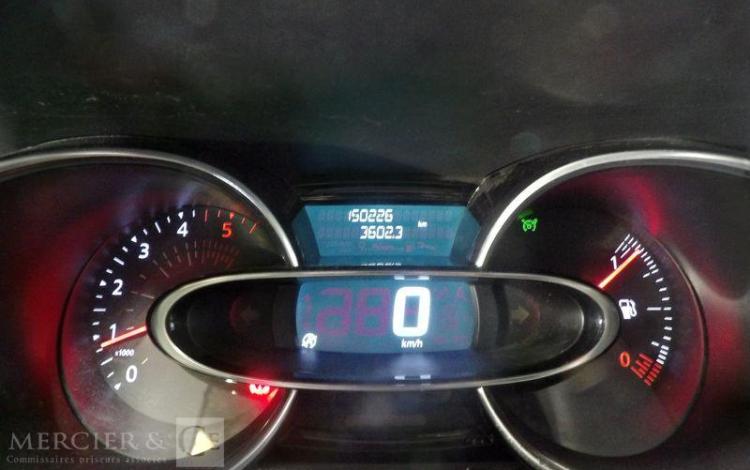 150226 km
3602.3
5
4
3
2
1
x1000
0
0
km/h
1
0
MERCIER &
Commissaires priseurs associés